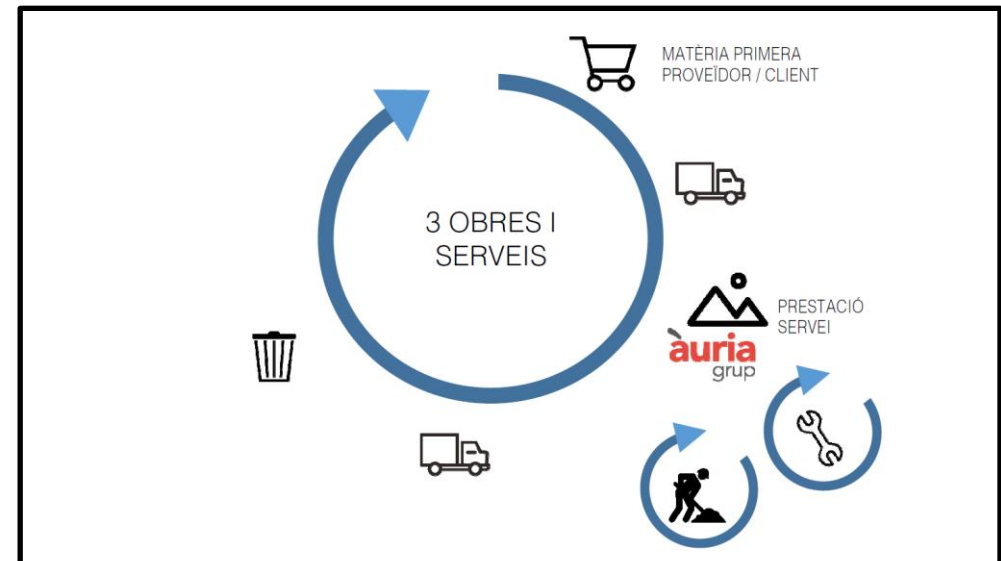 MATÈRIA PRIMERA
PROVEÏDOR / CLIENT
3 OBRES I
SERVEIS
PRESTACIÓ
SERVEI
àuria
grup